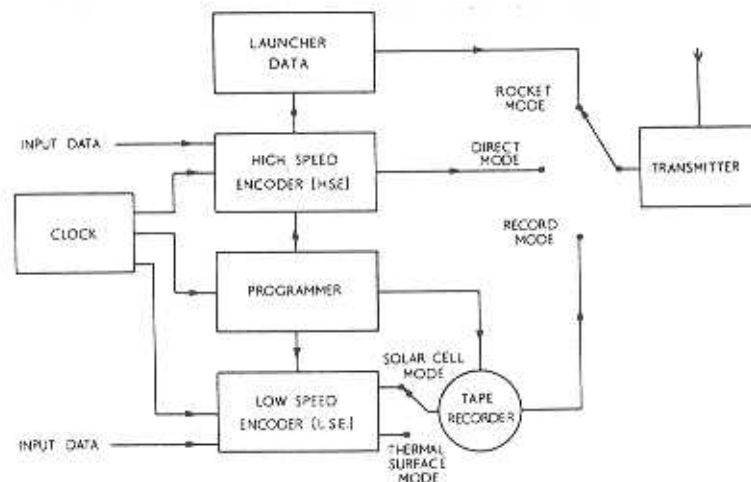 LAUNCHER
DATA
ROCKET
MODE
INPUT DATA
HIGH SPEED
ENCODER [H.S.E]
DIRECT
MODE
TRANSMITTER
CLOCK
RECORD
MODE
PROGRAMMER
SOLAR CELL
MODE
LOW SPEED
ENCODER [L.S.E.]
TAPE
RECORDER
INPUT DATA
THERMAL
SURFACE
MODE